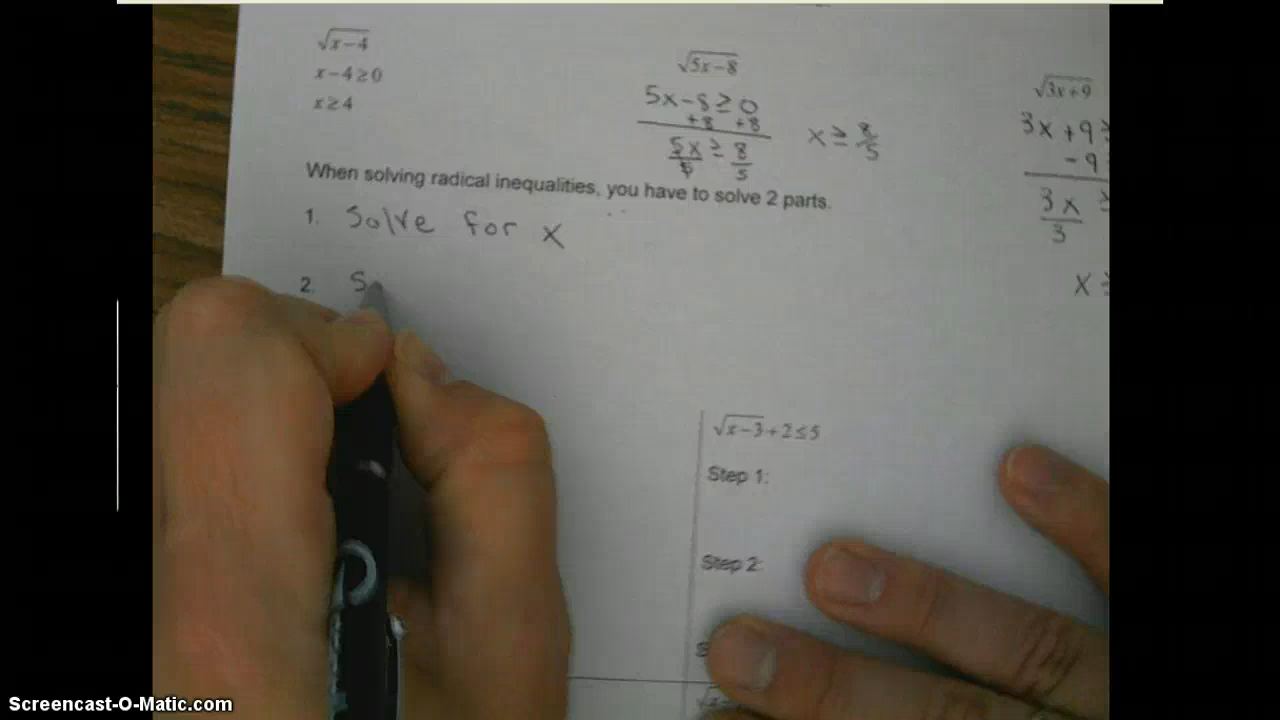 √x−4
x−4≥0
x≥4
√5x−8
5x−8≥0
+8 +8
5x ≥ 8
5 5
x ≥ 8/5
√3x+9
3x+9≥
−9
3x ≥
3
x ≥
When solving radical inequalities, you have to solve 2 parts.
1. Solve for x
2. S
√x−3+2≤5
Step 1:
Step 2:
S
Screencast-O-Matic.com